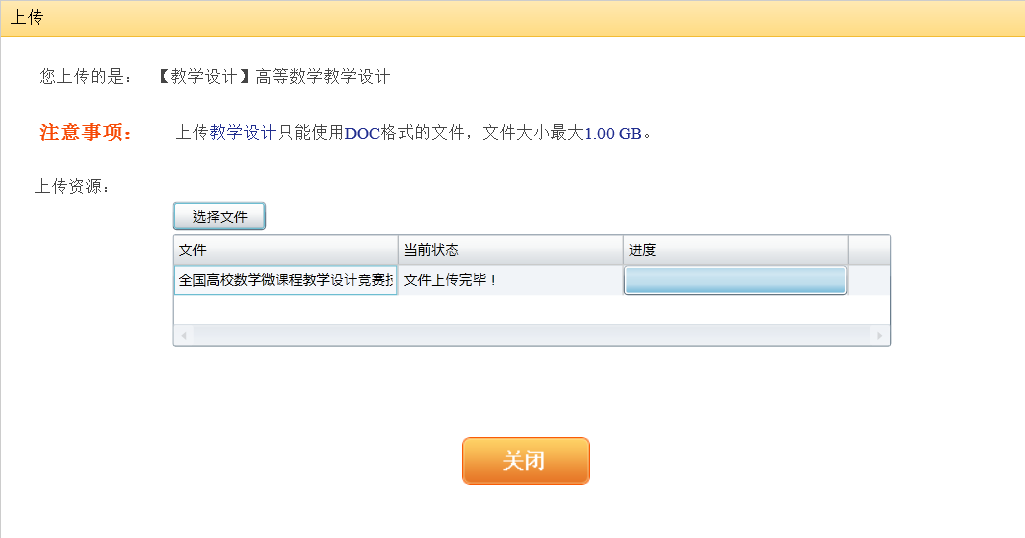 上传
您上传的是： 【教学设计】高等数学教学设计
注意事项： 上传教学设计只能使用DOC格式的文件，文件大小最大1.00 GB。
上传资源：
选择文件
文件 当前状态 进度
全国高校数学微课程教学设计竞赛 文件上传完毕！
关闭